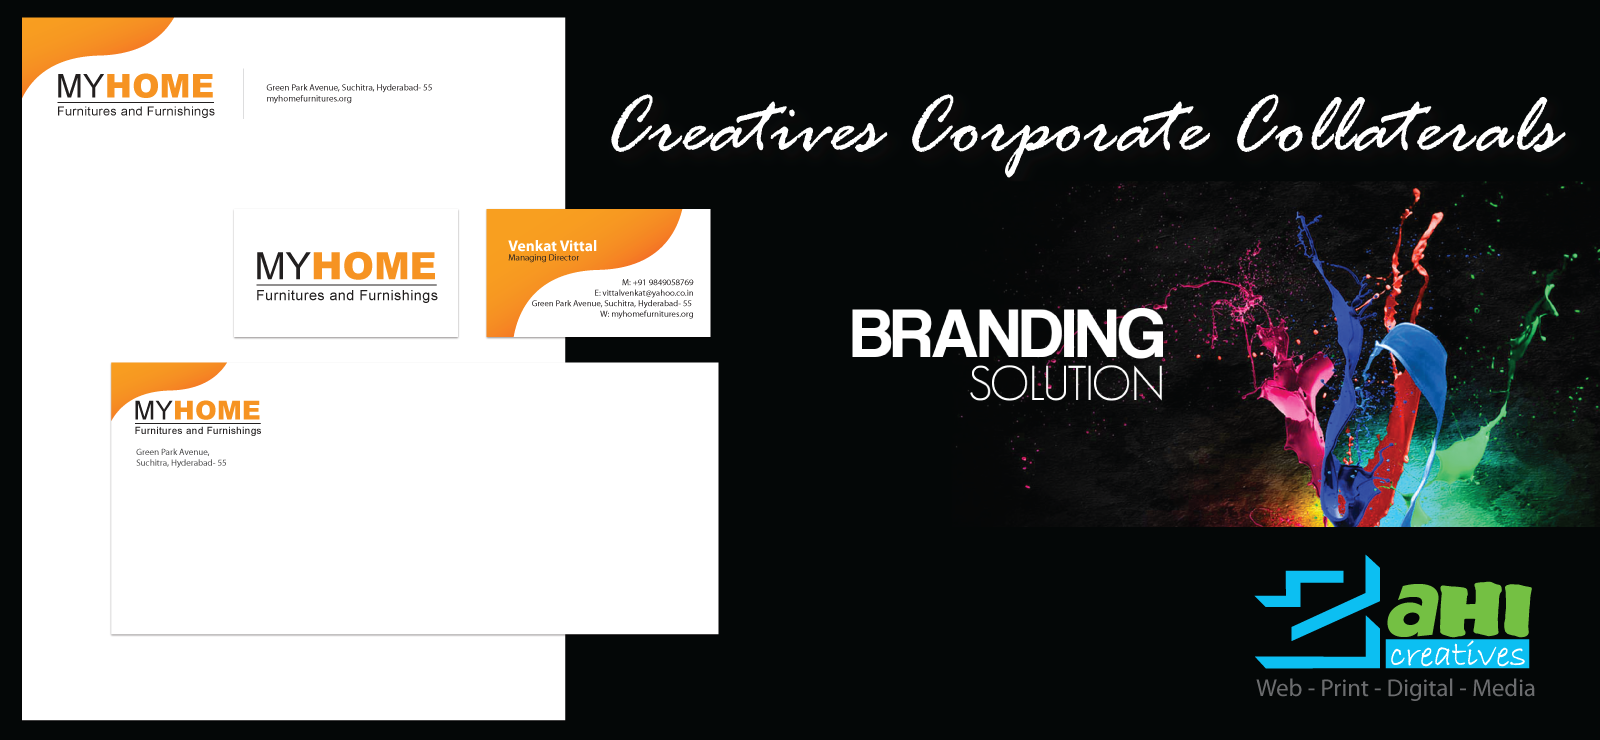 MYHOME
Furnitures and Furnishings
Green Park Avenue, Suchitra, Hyderabad- 55
myhomefurnitures.org
Creatives Corporate Collaterals
MYHOME
Furnitures and Furnishings
Venkat Vittal
Managing Director
M: +91 9849058769
E: vittalvenkat@yahoo.co.in
Green Park Avenue, Suchitra, Hyderabad- 55
W: myhomefurnitures.org
BRANDING
SOLUTION
MYHOME
Furnitures and Furnishings
Green Park Avenue,
Suchitra, Hyderabad- 55
aHI
creatives
Web - Print - Digital - Media